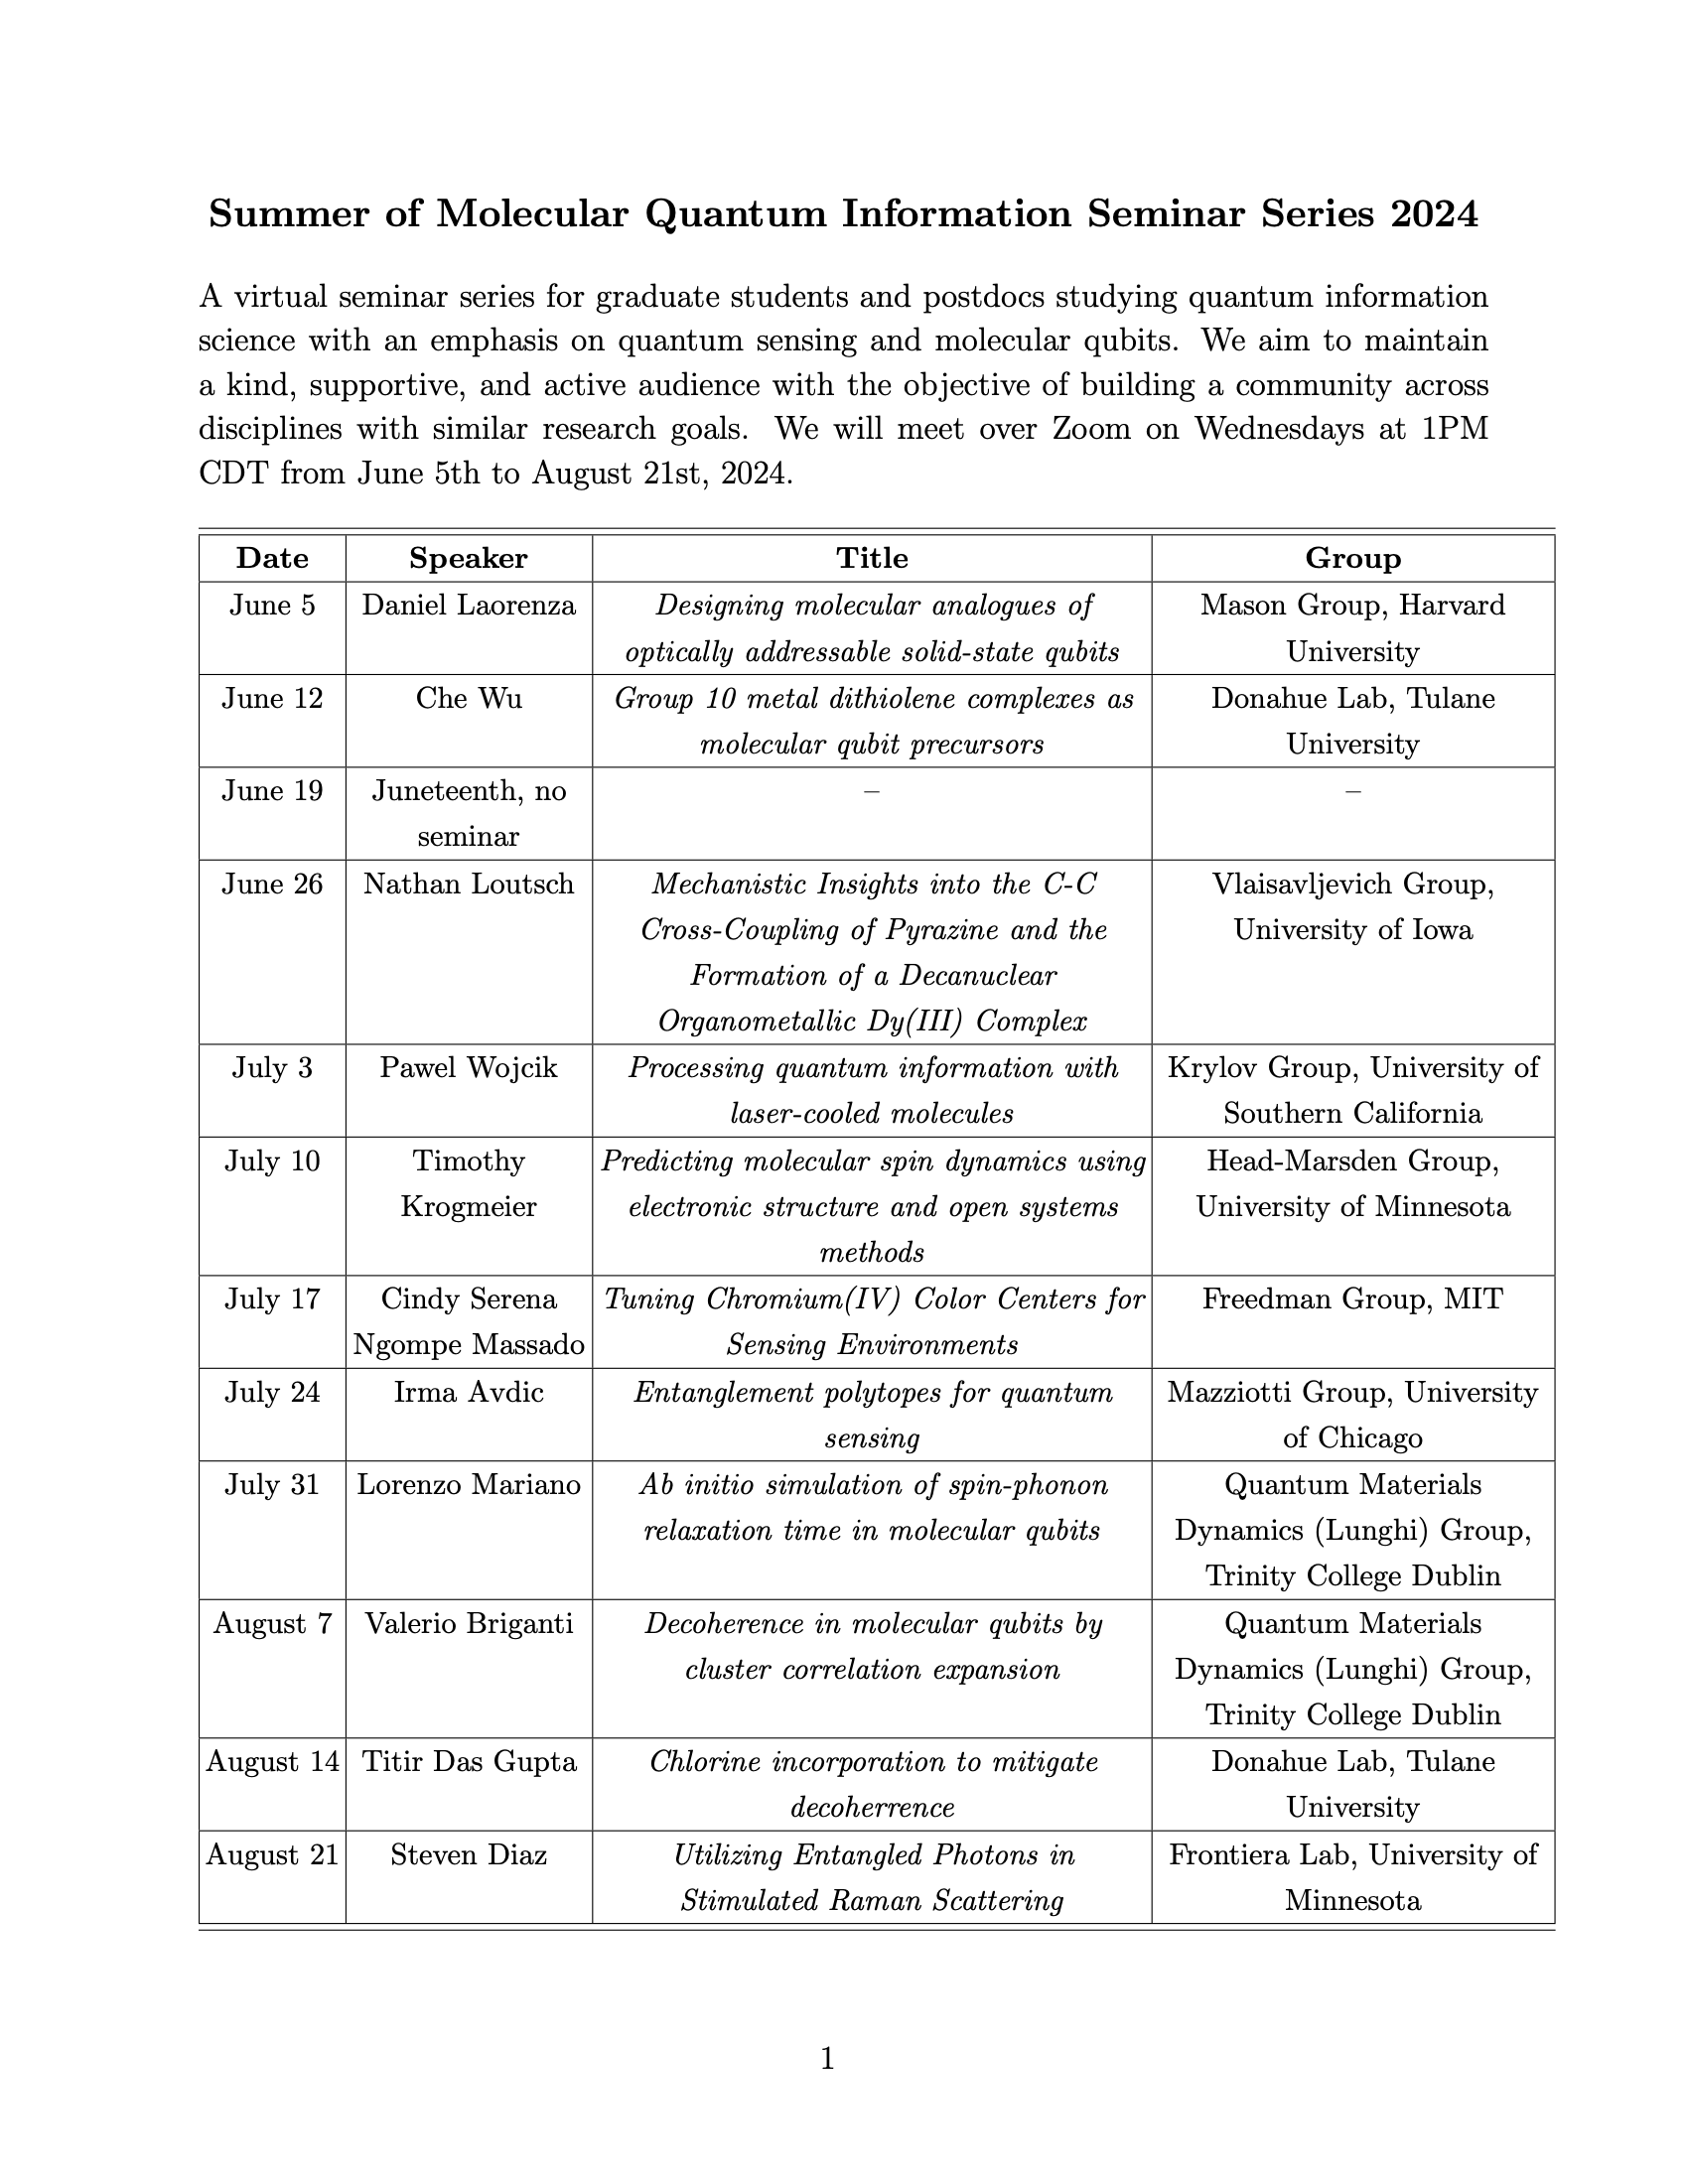 Summer of Molecular Quantum Information Seminar Series 2024
A virtual seminar series for graduate students and postdocs studying quantum information
science with an emphasis on quantum sensing and molecular qubits. We aim to maintain
a kind, supportive, and active audience with the objective of building a community across
disciplines with similar research goals. We will meet over Zoom on Wednesdays at 1PM
CDT from June 5th to August 21st, 2024.
Date Speaker Title Group
June 5 Daniel Laorenza Designing molecular analogues of Mason Group, Harvard
optically addressable solid-state qubits University
June 12 Che Wu Group 10 metal dithiolene complexes as Donahue Lab, Tulane
molecular qubit precursors University
June 19 Juneteenth, no – –
seminar
June 26 Nathan Loutsch Mechanistic Insights into the C-C Vlaisavljevich Group,
Cross-Coupling of Pyrazine and the University of Iowa
Formation of a Decanuclear
Organometallic Dy(III) Complex
July 3 Pawel Wojcik Processing quantum information with Krylov Group, University of
laser-cooled molecules Southern California
July 10 Timothy Predicting molecular spin dynamics using Head-Marsden Group,
Krogmeier electronic structure and open systems University of Minnesota
methods
July 17 Cindy Serena Tuning Chromium(IV) Color Centers for Freedman Group, MIT
Ngompe Massado Sensing Environments
July 24 Irma Avdic Entanglement polytopes for quantum Mazziotti Group, University
sensing of Chicago
July 31 Lorenzo Mariano Ab initio simulation of spin-phonon Quantum Materials
relaxation time in molecular qubits Dynamics (Lunghi) Group,
Trinity College Dublin
August 7 Valerio Briganti Decoherence in molecular qubits by Quantum Materials
cluster correlation expansion Dynamics (Lunghi) Group,
Trinity College Dublin
August 14 Titir Das Gupta Chlorine incorporation to mitigate Donahue Lab, Tulane
decoherrence University
August 21 Steven Diaz Utilizing Entangled Photons in Frontiera Lab, University of
Stimulated Raman Scattering Minnesota
1